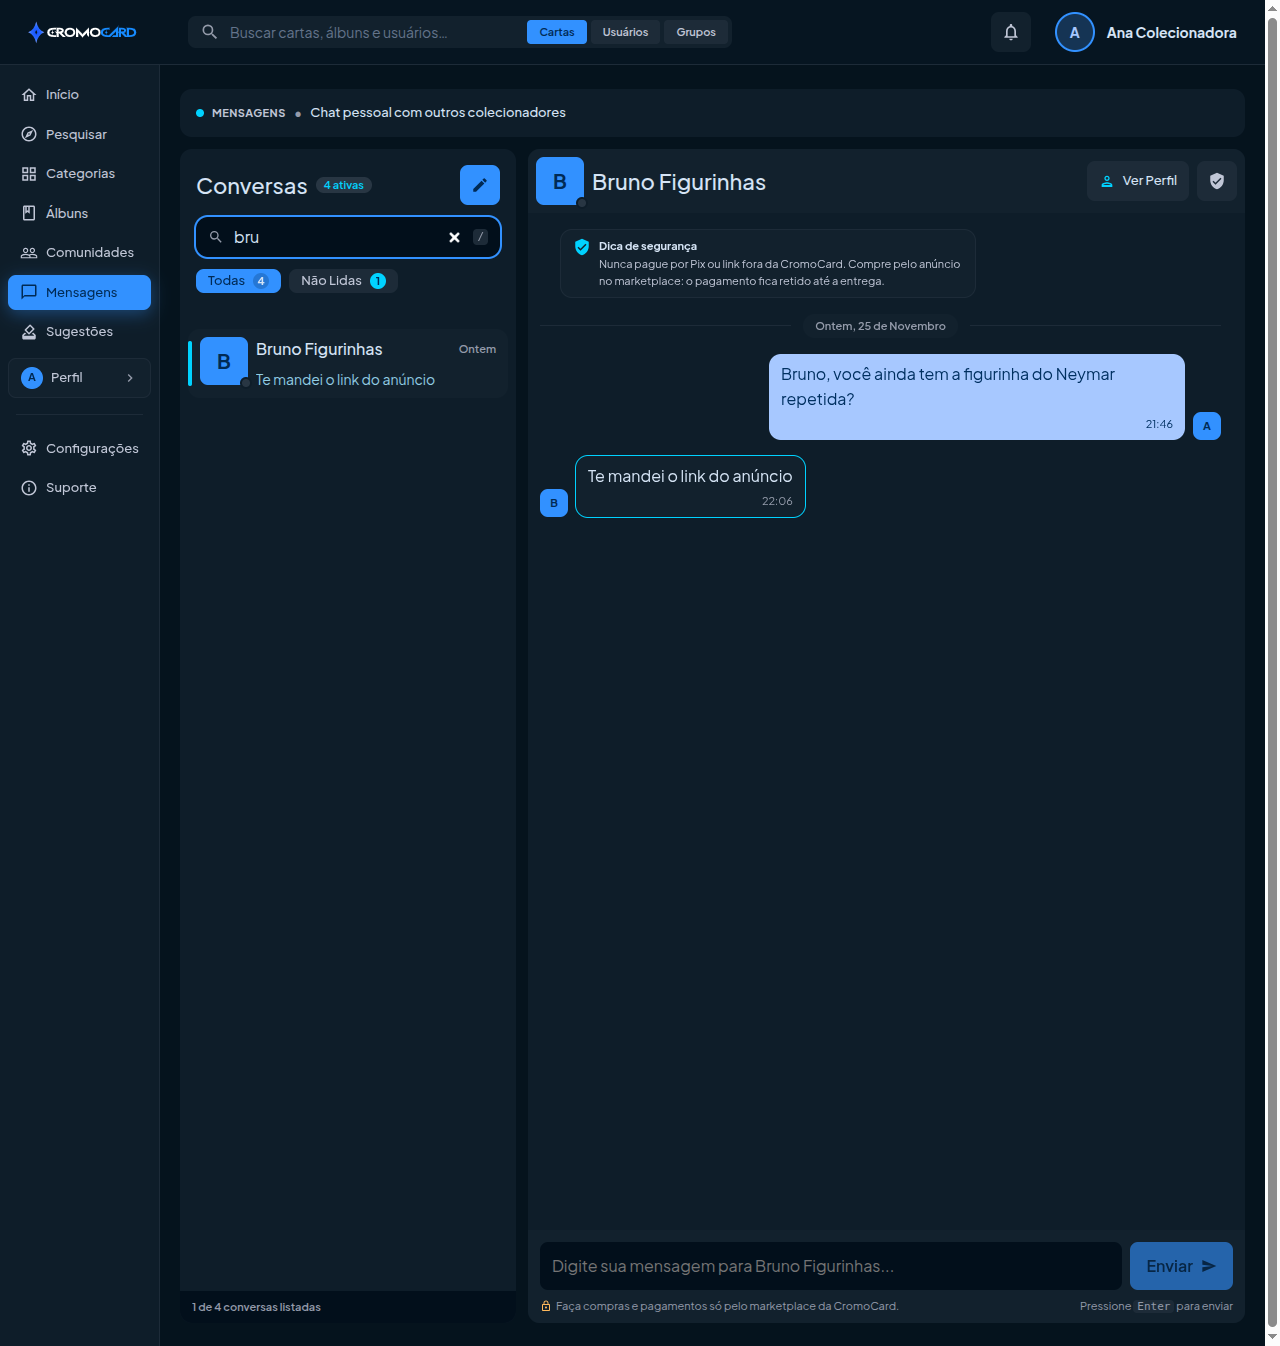 CROMOCARD
Buscar cartas, álbuns e usuários...
Cartas
Usuários
Grupos
A
Ana Colecionadora
Início
Pesquisar
Categorias
Álbuns
Comunidades
Mensagens
Sugestões
A
Perfil
Configurações
Suporte
MENSAGENS • Chat pessoal com outros colecionadores
Conversas
4 ativas
bru
/
Todas 4
Não Lidas 1
B
Bruno Figurinhas
Ontem
Te mandei o link do anúncio
1 de 4 conversas listadas
B
Bruno Figurinhas
Ver Perfil
Dica de segurança
Nunca pague por Pix ou link fora da CromoCard. Compre pelo anúncio
no marketplace: o pagamento fica retido até a entrega.
Ontem, 25 de Novembro
Bruno, você ainda tem a figurinha do Neymar
repetida?
21:46
A
Te mandei o link do anúncio
22:06
B
Digite sua mensagem para Bruno Figurinhas...
Enviar
Faça compras e pagamentos só pelo marketplace da CromoCard.
Pressione Enter para enviar